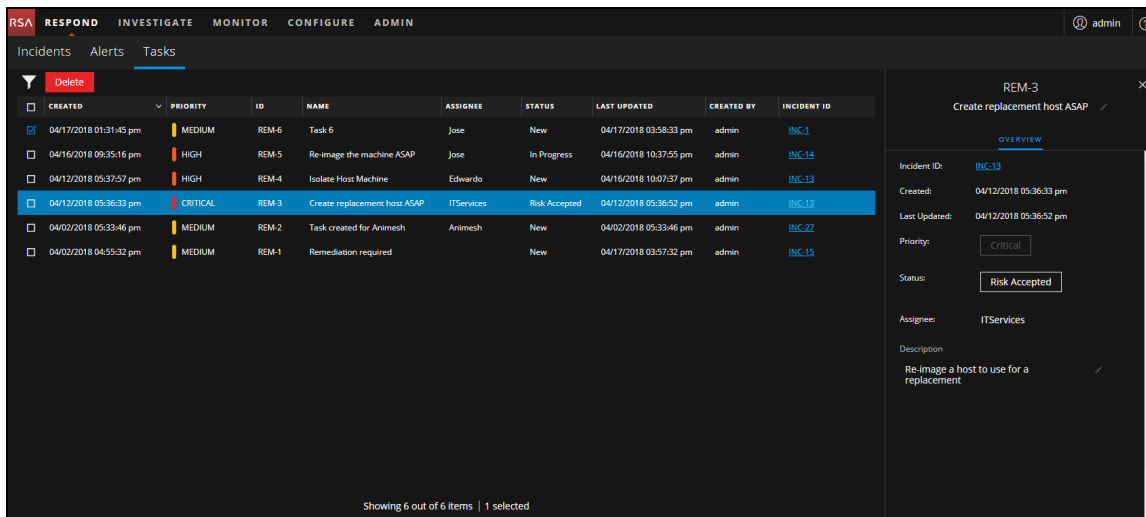 RSA RESPOND INVESTIGATE MONITOR CONFIGURE ADMIN admin
Incidents Alerts Tasks
Delete
CREATED PRIORITY ID NAME ASSIGNEE STATUS LAST UPDATED CREATED BY INCIDENT ID
04/17/2018 01:31:45 pm MEDIUM REM-6 Task 6 Jose New 04/17/2018 03:58:33 pm admin INC-1
04/16/2018 09:35:16 pm HIGH REM-5 Re-image the machine ASAP Jose In Progress 04/16/2018 10:37:55 pm admin INC-14
04/12/2018 05:37:57 pm HIGH REM-4 Isolate Host Machine Edwardo New 04/16/2018 10:07:37 pm admin INC-13
04/12/2018 05:36:33 pm CRITICAL REM-3 Create replacement host ASAP ITServices Risk Accepted 04/12/2018 05:36:52 pm admin INC-13
04/02/2018 05:33:46 pm MEDIUM REM-2 Task created for Animesh Animesh New 04/02/2018 05:33:46 pm admin INC-27
04/02/2018 04:55:32 pm MEDIUM REM-1 Remediation required New 04/17/2018 03:57:32 pm admin INC-15
Showing 6 out of 6 items | 1 selected
REM-3
Create replacement host ASAP
OVERVIEW
Incident ID: INC-13
Created: 04/12/2018 05:36:33 pm
Last Updated: 04/12/2018 05:36:52 pm
Priority: Critical
Status: Risk Accepted
Assignee: ITServices
Description
Re-image a host to use for a
replacement